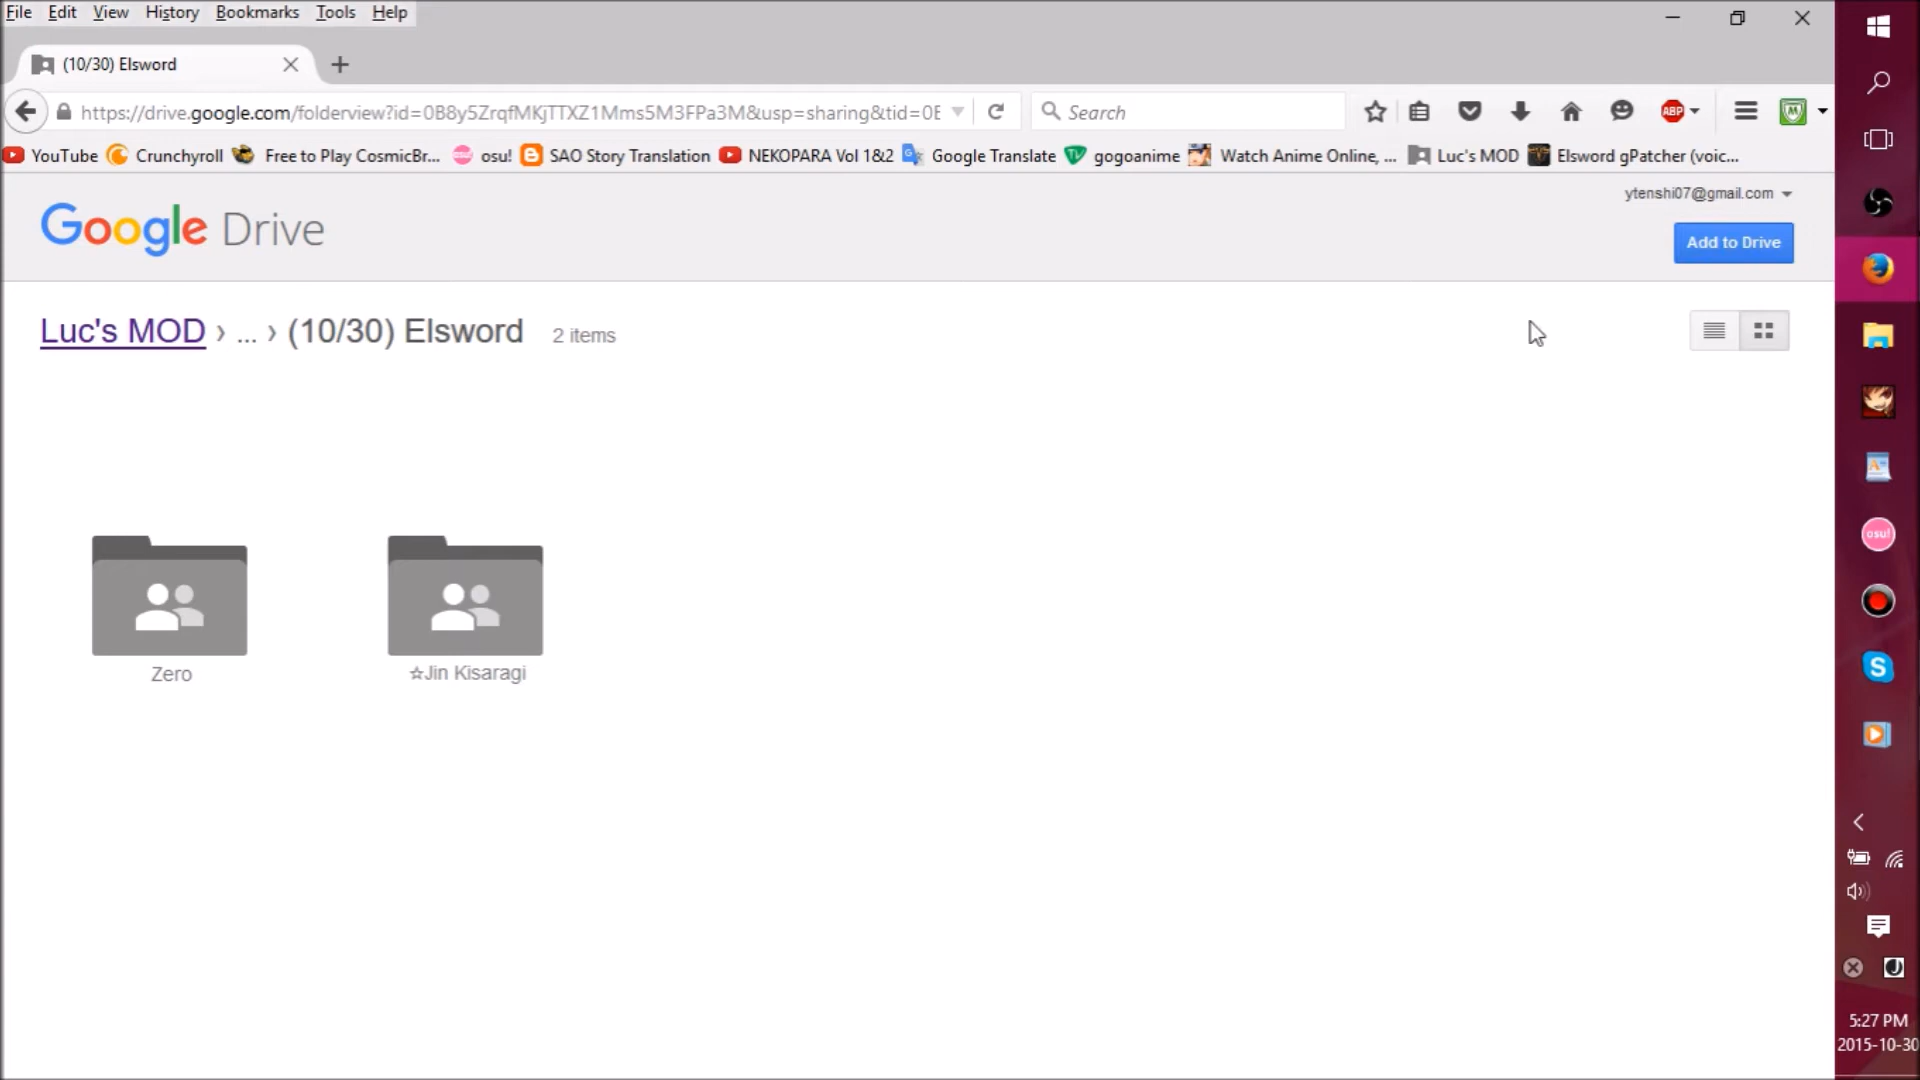 File Edit View History Bookmarks Tools Help
(10/30) Elsword
https://drive.google.com/folderview?id=0B8y5ZrqfMKjTTXZ1Mms5M3FPa3M&usp=sharing&tid=0E
Search
ABP
YouTube Crunchyroll Free to Play CosmicBr... osu! SAO Story Translation NEKOPARA Vol 1&2 Google Translate gogoanime Watch Anime Online, ... Luc's MOD Elsword gPatcher (voic...
ytenshi07@gmail.com
Google Drive
Add to Drive
Luc's MOD › ... › (10/30) Elsword 2 items
Zero
☆Jin Kisaragi
osu!
5:27 PM
2015-10-30